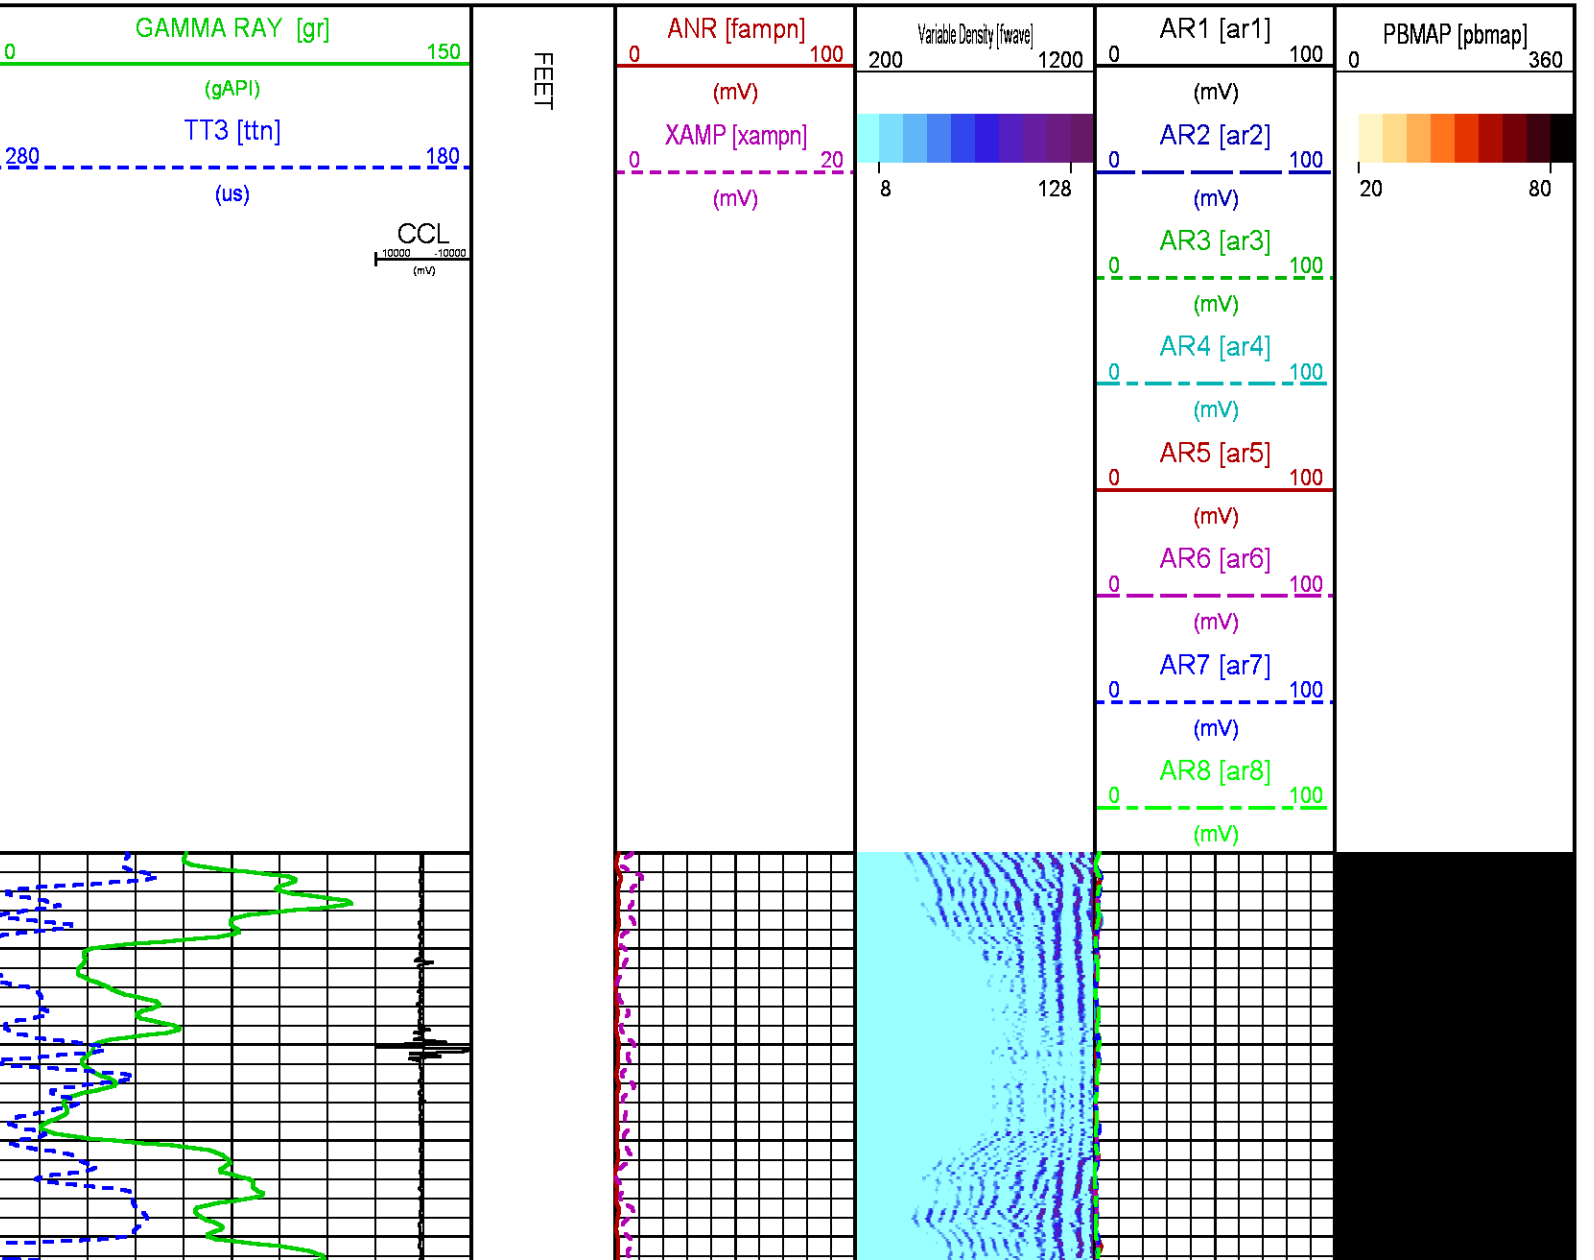 GAMMA RAY [gr]
0 150
(gAPI)
TT3 [ttn]
280 180
(us)
CCL
10000 -10000
(mV)
FEET
ANR [fampn]
0 100
(mV)
XAMP [xampn]
0 20
(mV)
Variable Density [fwave]
200 1200
8 128
AR1 [ar1]
0 100
(mV)
AR2 [ar2]
0 100
(mV)
AR3 [ar3]
0 100
(mV)
AR4 [ar4]
0 100
(mV)
AR5 [ar5]
0 100
(mV)
AR6 [ar6]
0 100
(mV)
AR7 [ar7]
0 100
(mV)
AR8 [ar8]
0 100
(mV)
PBMAP [pbmap]
0 360
20 80